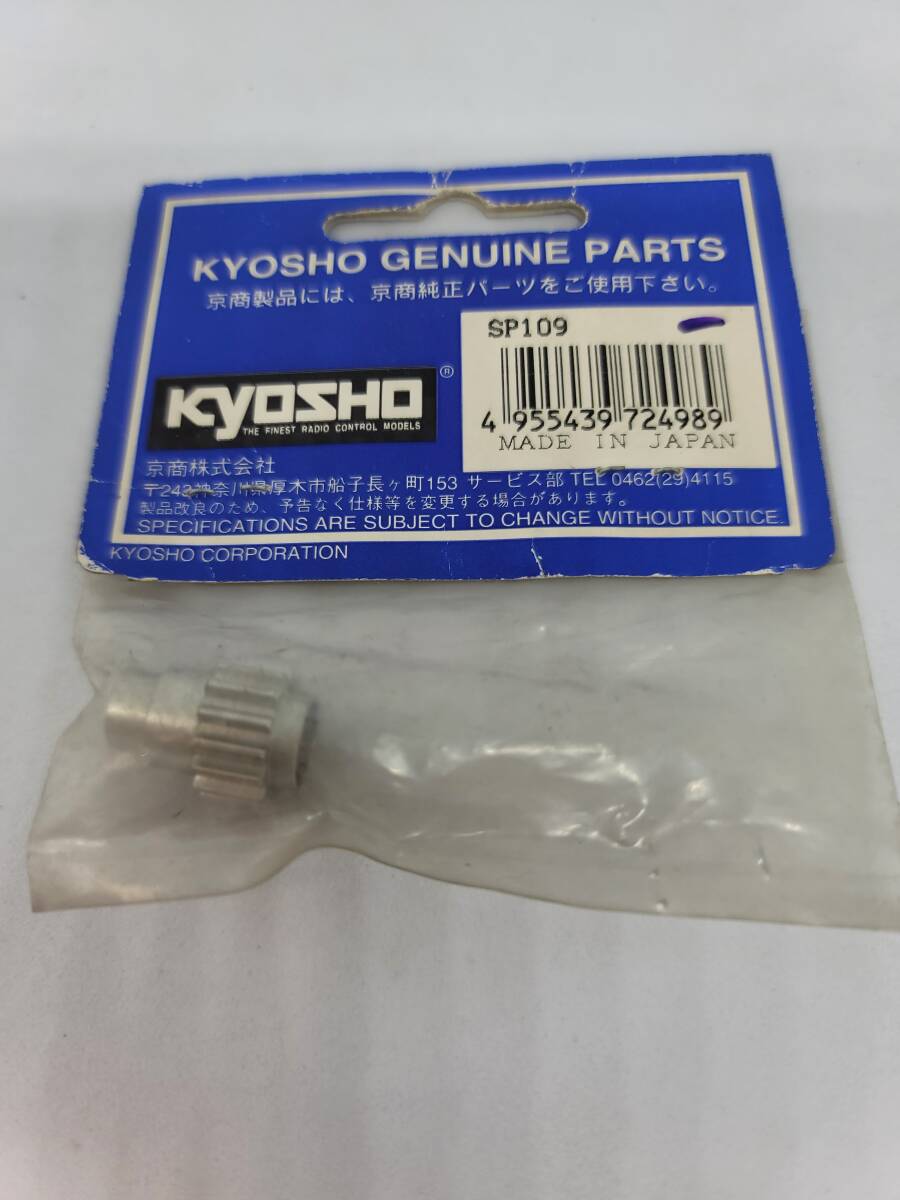 KYOSHO GENUINE PARTS
京商製品には、京商純正パーツをご使用下さい。
SP109
4 955439 724989
MADE IN JAPAN
KYOSHO ®
THE FINEST RADIO CONTROL MODELS
京商株式会社
〒243神奈川県厚木市船子長ヶ町153 サービス部 TEL 0462(29)4115
製品改良のため、予告なく仕様等を変更する場合があります。
SPECIFICATIONS ARE SUBJECT TO CHANGE WITHOUT NOTICE.
KYOSHO CORPORATION